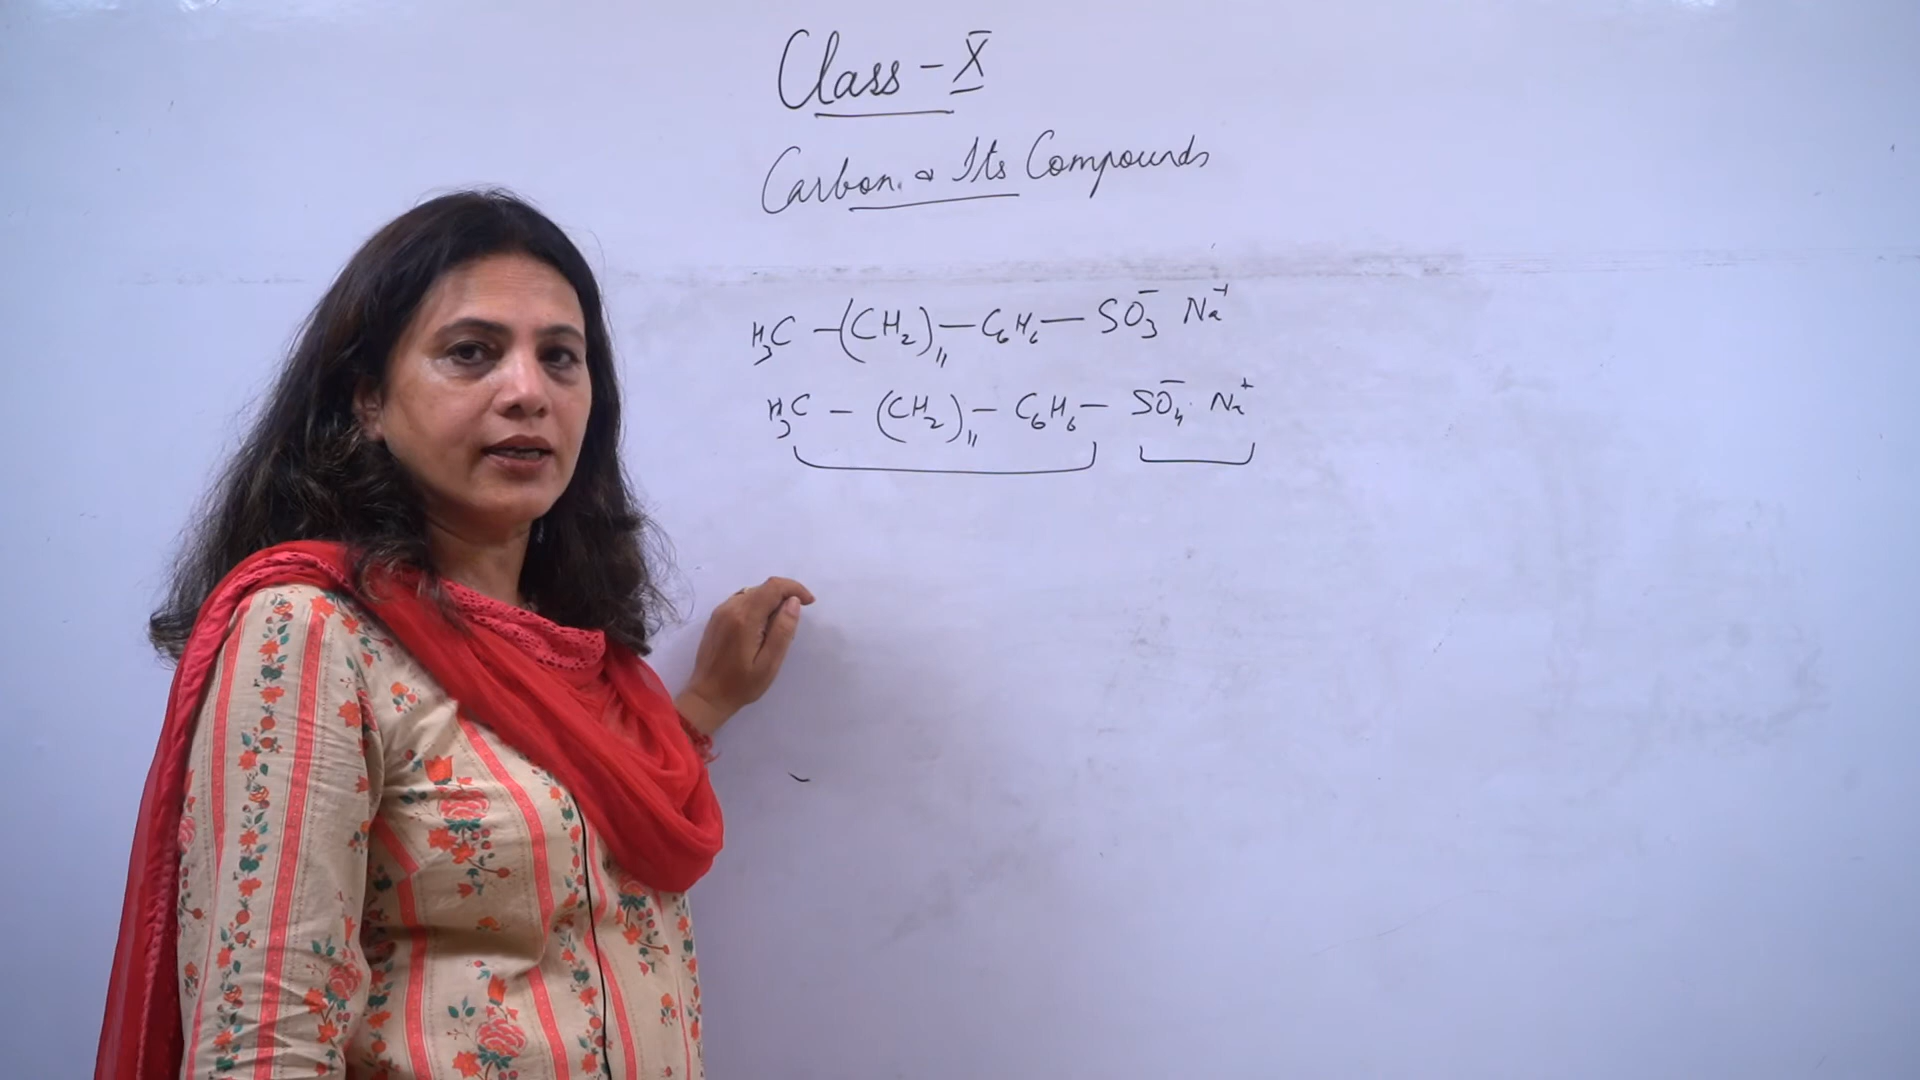 Class - X
Carbon & Its Compounds
H₃C -(CH₂)₁₁- C₆H₆- SO₃⁻ Na⁺
H₃C - (CH₂)₁₁ - C₆H₆- SO₄⁻ Na⁺